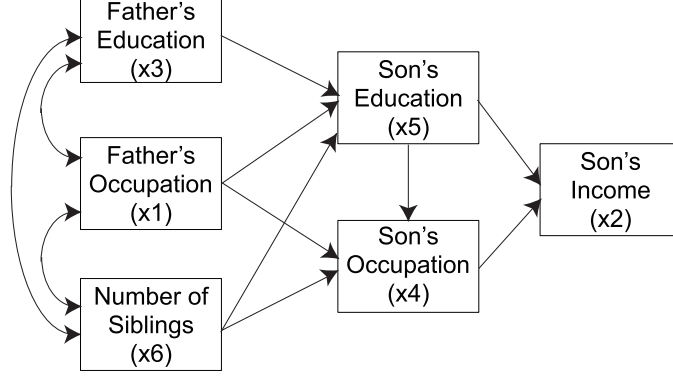 Father's
Education
(x3)
Father's
Occupation
(x1)
Number of
Siblings
(x6)
Son's
Education
(x5)
Son's
Occupation
(x4)
Son's
Income
(x2)